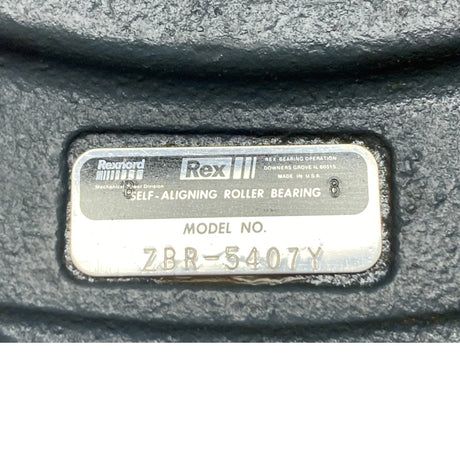 Rexnord
Mechanical Power Division
Rex
REX BEARING OPERATION
DOWNERS GROVE IL 60515
MADE IN U.S.A.
SELF-ALIGNING ROLLER BEARING
MODEL NO.
ZBR-5407Y